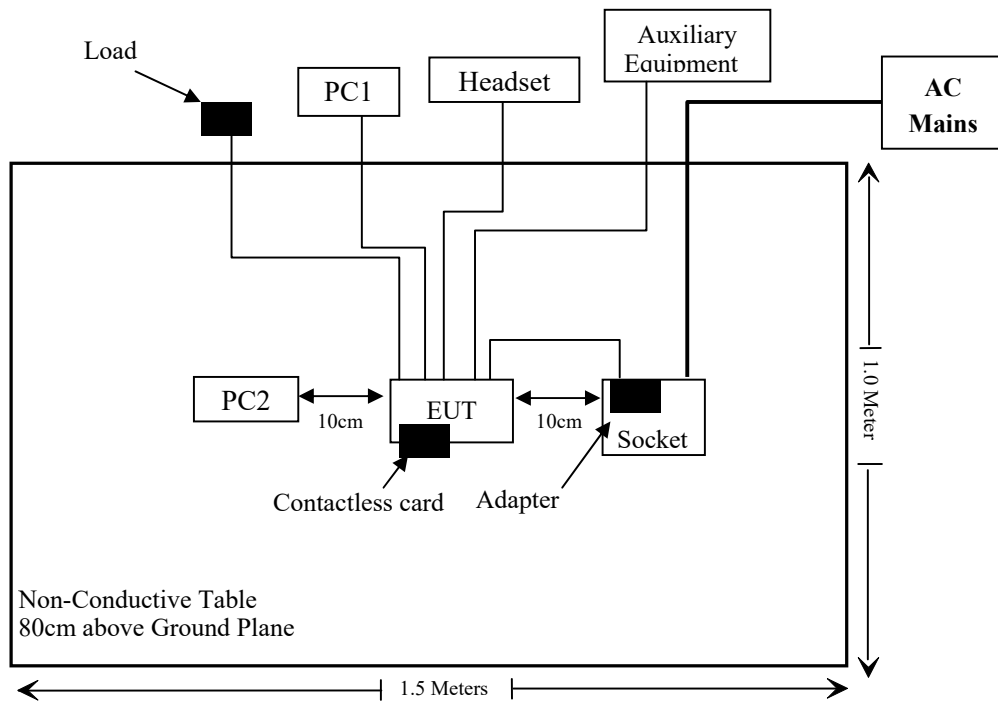 Auxiliary
Equipment
Load
PC1
Headset
AC
Mains
PC2
10cm
EUT
10cm
Socket
1.0 Meter
Contactless card
Adapter
Non-Conductive Table
80cm above Ground Plane
1.5 Meters